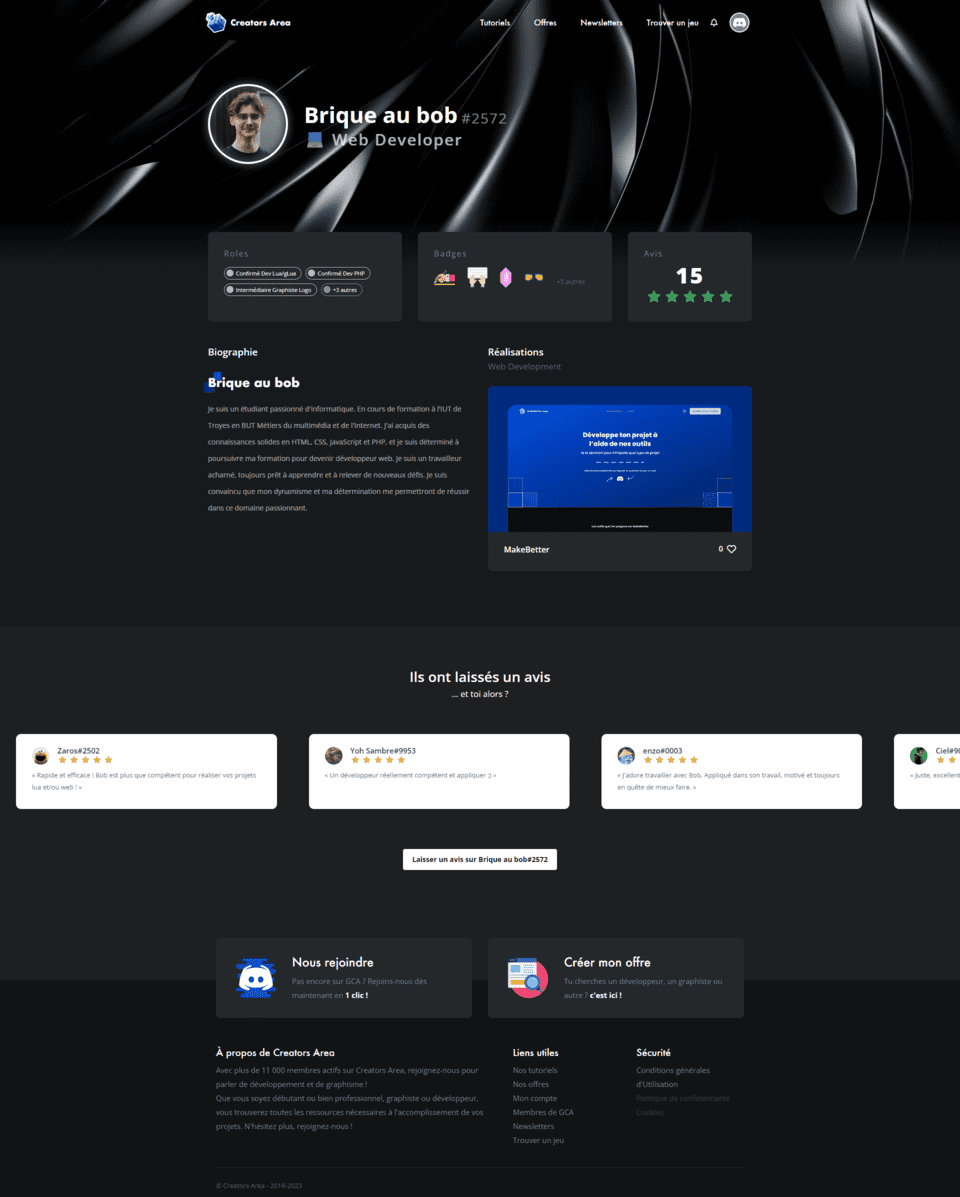 Creators Area
Tutoriels
Offres
Newsletters
Trouver un jeu
Brique au bob #2572
Web Developer
Roles
Confirmé Dev Lua/gLua
Confirmé Dev PHP
Intermédiaire Graphiste Logo
+3 autres
Badges
+5 autres
Avis
15
Biographie
Brique au bob
Je suis un étudiant passionné d'informatique. En cours de formation à l'IUT de
Troyes en BUT Métiers du multimédia et de l'Internet. J'ai acquis des
connaissances solides en HTML, CSS, JavaScript et PHP, et je suis déterminé à
poursuivre ma formation pour devenir développeur web. Je suis un travailleur
acharné, toujours prêt à apprendre et à relever de nouveaux défis. Je suis
convaincu que mon dynamisme et ma détermination me permettront de réussir
dans ce domaine passionnant.
Réalisations
Web Development
Développe ton projet à
l'aide de nos outils
MakeBetter
0
Ils ont laissés un avis
... et toi alors ?
Zaros#2502
« Rapide et efficace ! Bob est plus que compétent pour réaliser vos projets
lua et/ou web ! »
Yoh Sambre#9953
« Un développeur réellement compétent et appliquer ;) »
enzo#0003
« J'adore travailler avec Bob. Appliqué dans son travail, motivé et toujours
en quête de mieux faire. »
Ciel#90
« Juste, excellent
Laisser un avis sur Brique au bob#2572
Nous rejoindre
Pas encore sur GCA ? Rejoins-nous dès
maintenant en 1 clic !
Créer mon offre
Tu cherches un développeur, un graphiste ou
autre ? c'est ici !
À propos de Creators Area
Avec plus de 11 000 membres actifs sur Creators Area, rejoignez-nous pour
parler de développement et de graphisme !
Que vous soyez débutant ou bien professionnel, graphiste ou développeur,
vous trouverez toutes les ressources nécessaires à l'accomplissement de vos
projets. N'hésitez plus, rejoignez-nous !
Liens utiles
Nos tutoriels
Nos offres
Mon compte
Membres de GCA
Newsletters
Trouver un jeu
Sécurité
Conditions générales
d'Utilisation
Politique de confidentialité
Cookies
© Creators Area - 2019-2023